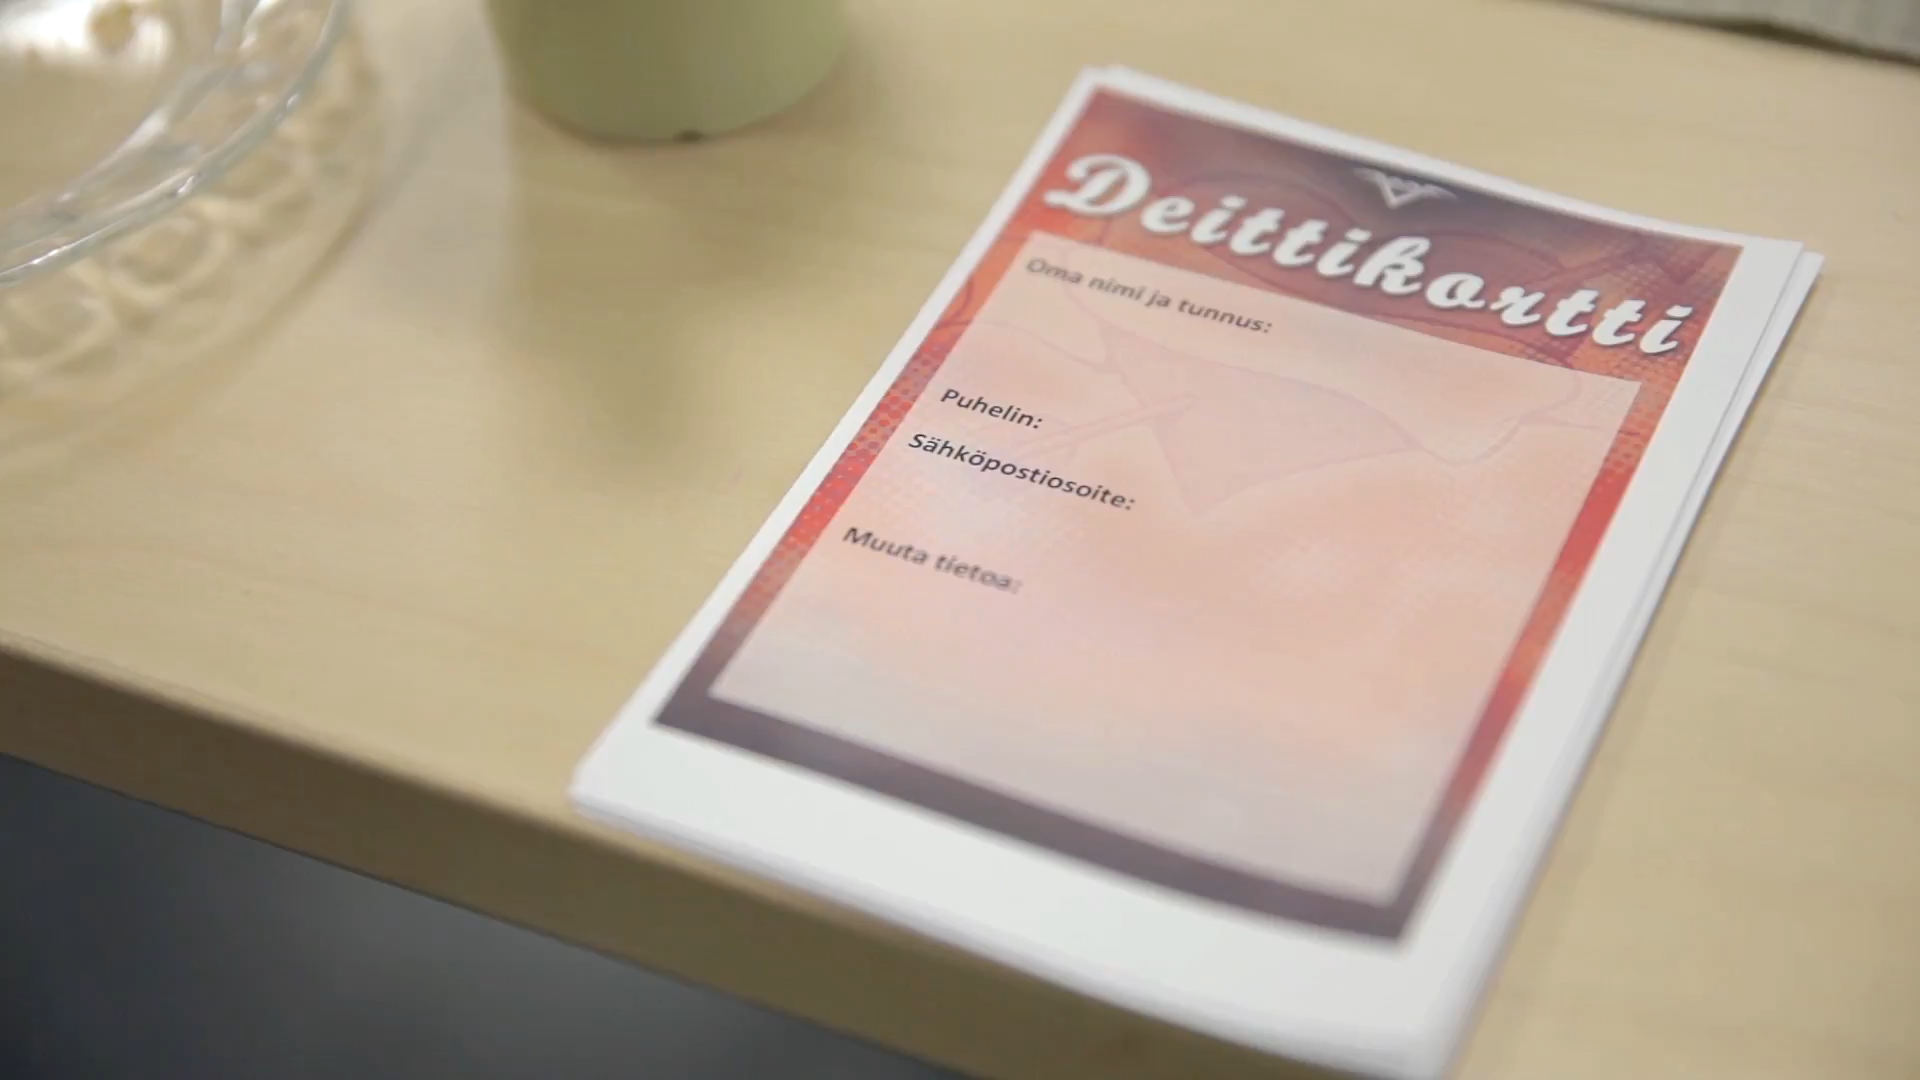 Deittikortti
Oma nimi ja tunnus:
Puhelin:
Sähköpostiosoite:
Muuta tietoa: